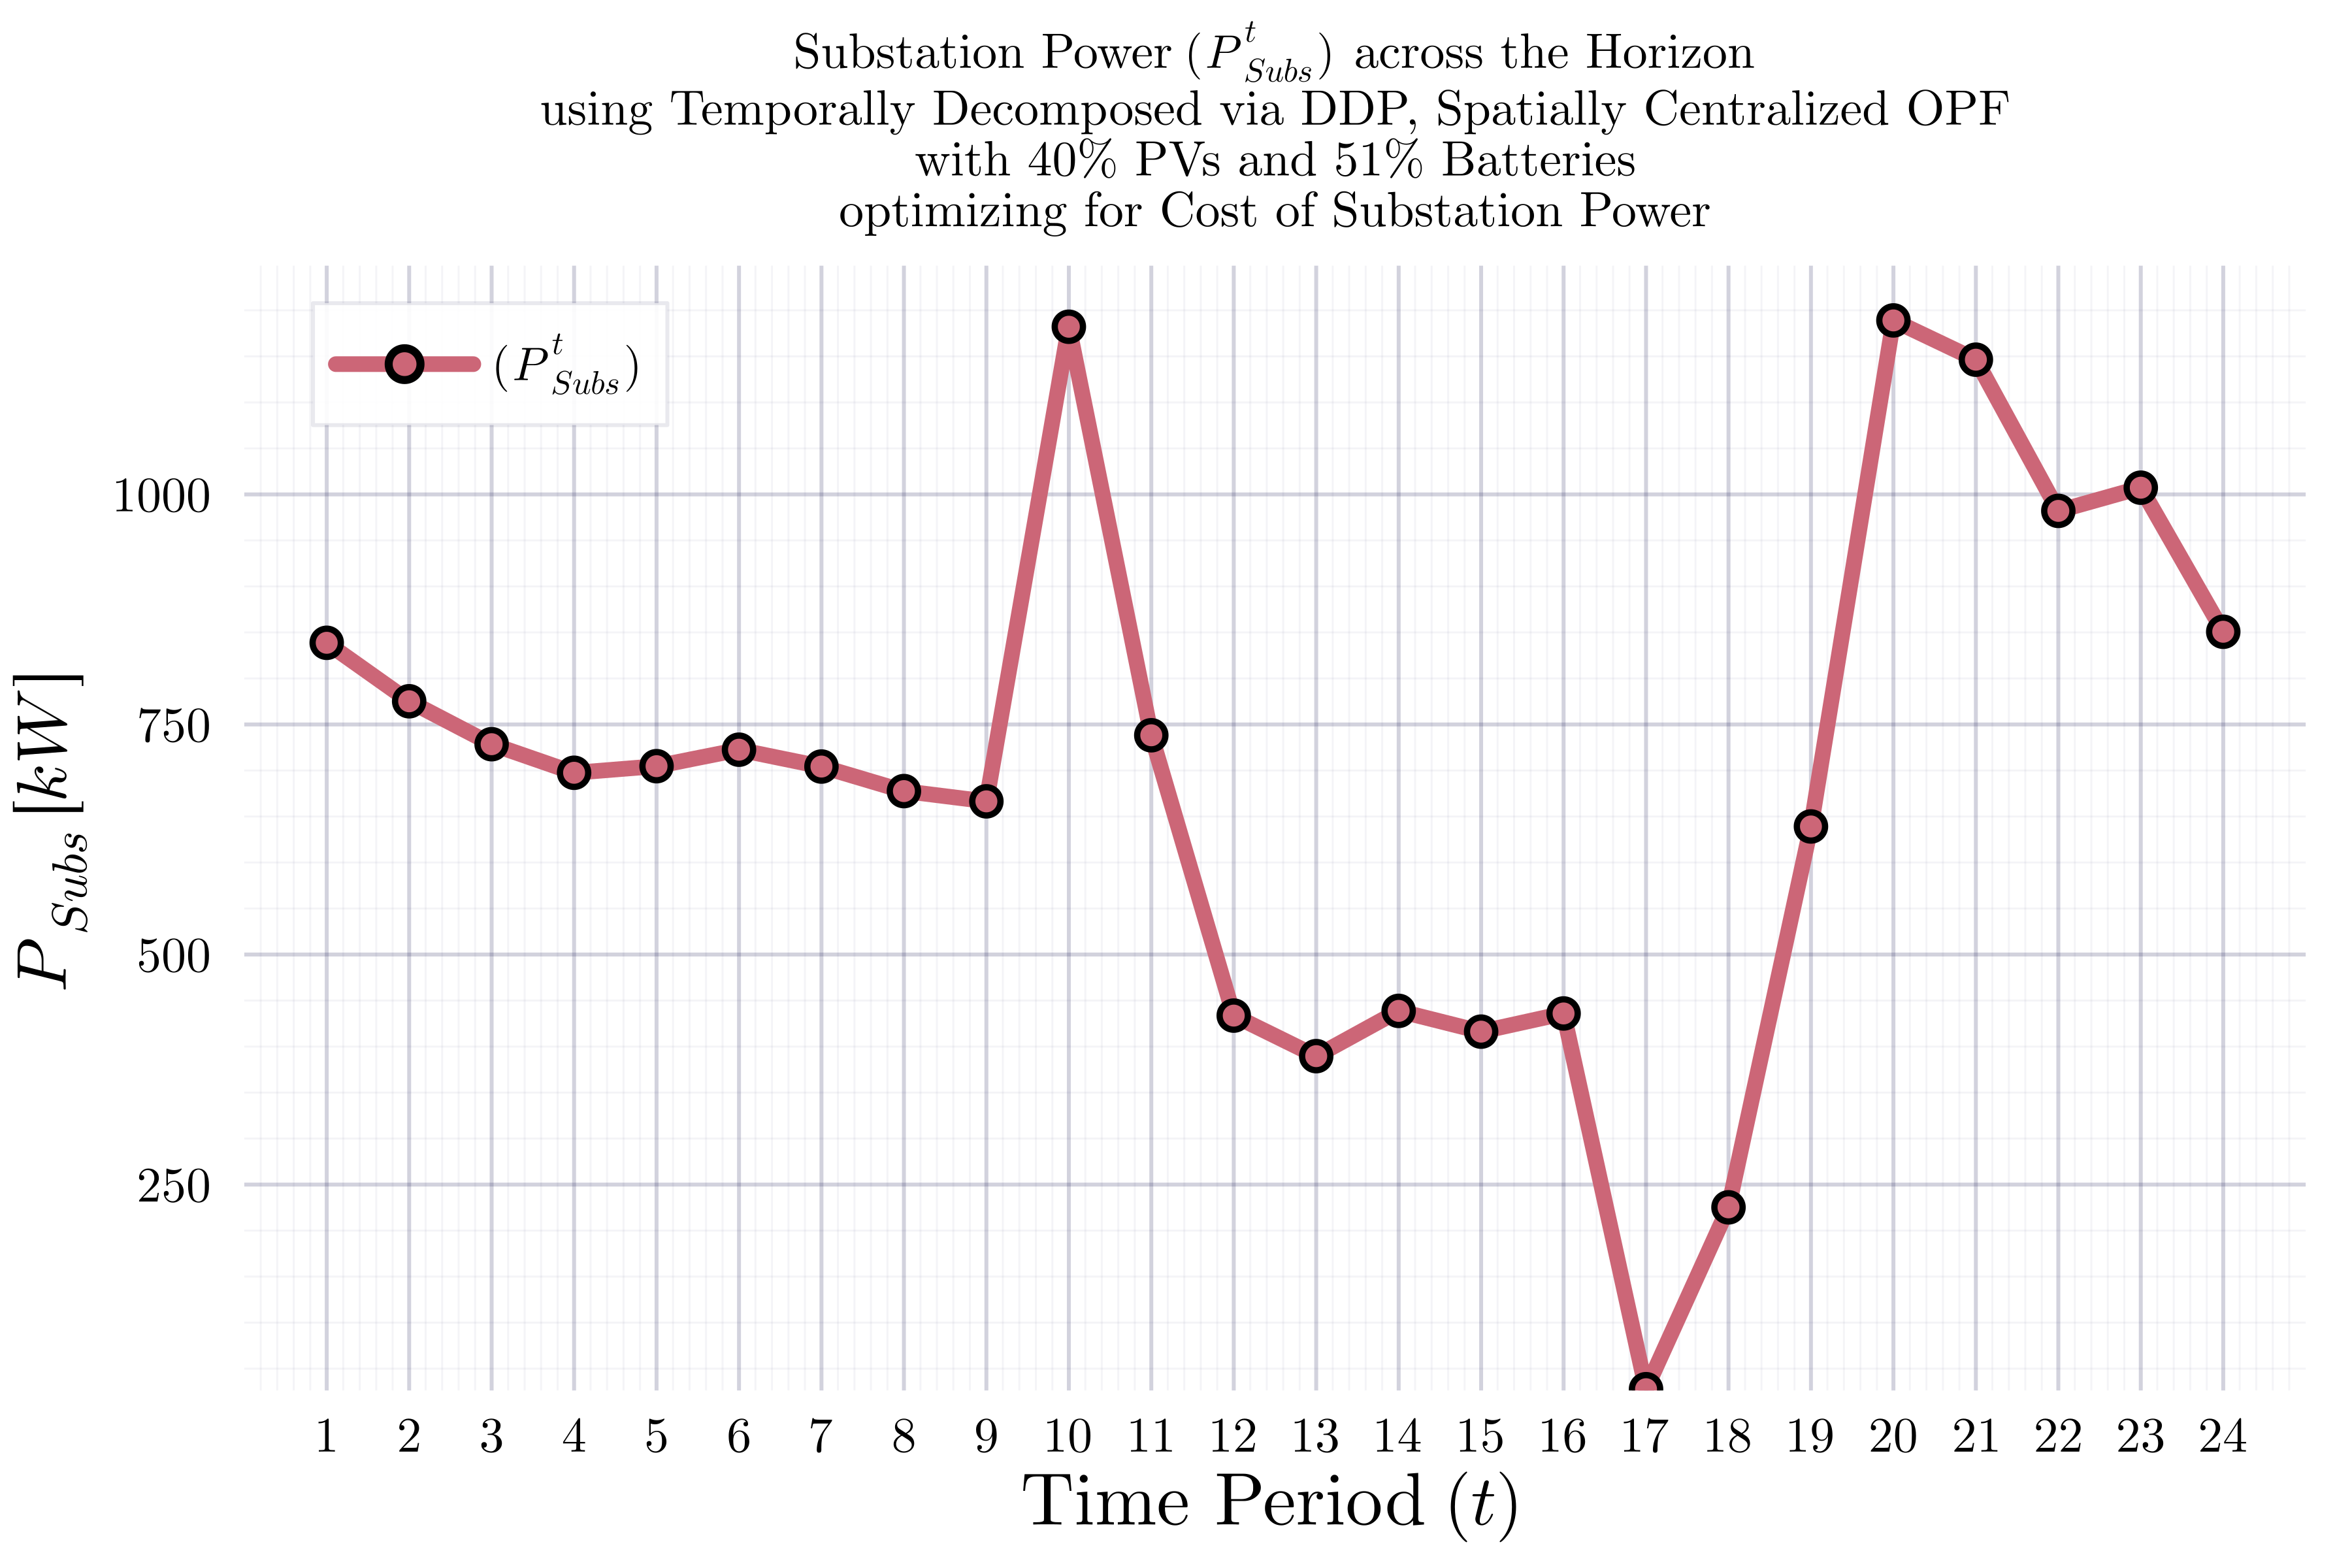 Substation Power (P^t_Subs) across the Horizon
using Temporally Decomposed via DDP, Spatially Centralized OPF
with 40% PVs and 51% Batteries
optimizing for Cost of Substation Power
(P^t_Subs)
1000
750
500
250
P_Subs [kW]
1 2 3 4 5 6 7 8 9 10 11 12 13 14 15 16 17 18 19 20 21 22 23 24
Time Period (t)